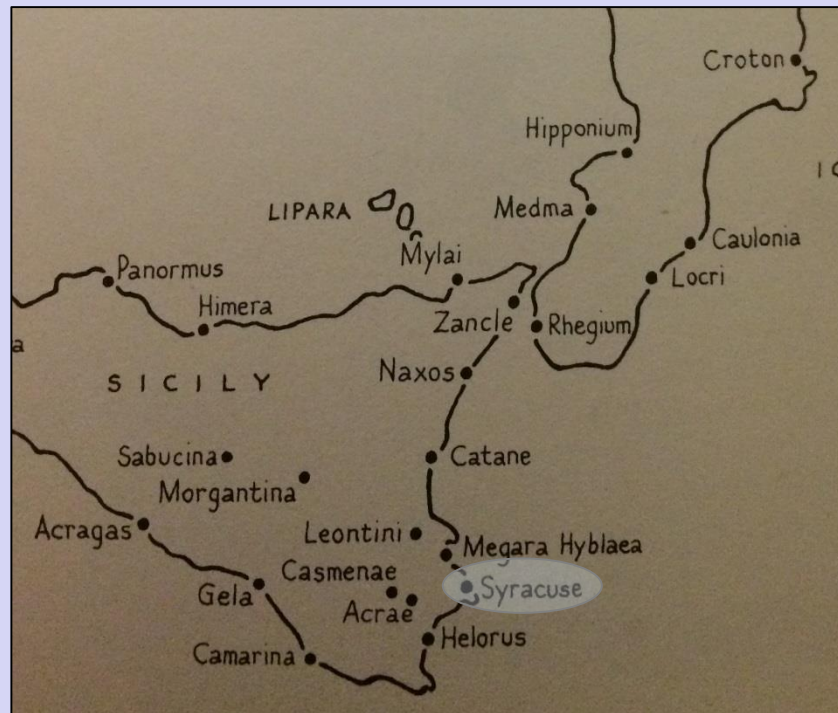 Croton
Hipponium
IC
LIPARA
Medma
Mylai
Caulonia
Panormus
Locri
Himera
Zancle
Rhegium
a
Naxos
SICILY
Sabucina
Catane
Morgantina
Acragas
Leontini
Megara Hyblaea
Casmenae
Syracuse
Gela
Acrae
Helorus
Camarina